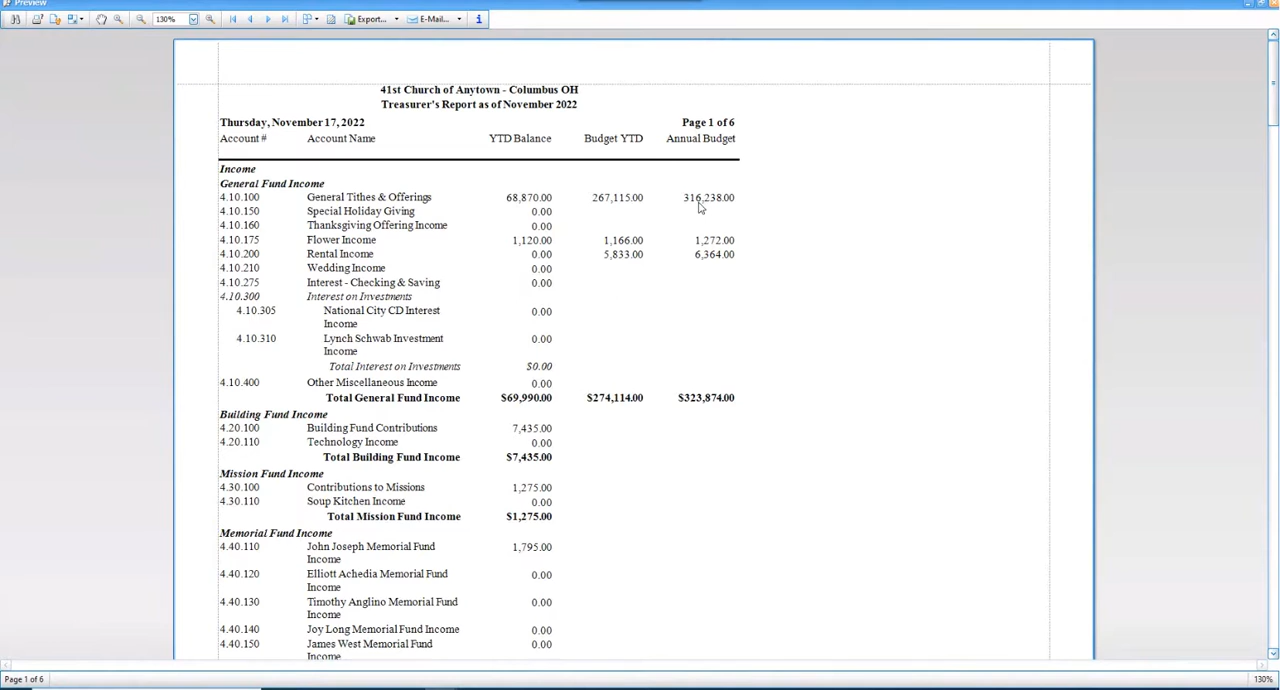 Preview
130%
Export...
E-Mail...
41st Church of Anytown - Columbus OH
Treasurer's Report as of November 2022
Thursday, November 17, 2022 Page 1 of 6
Account # Account Name YTD Balance Budget YTD Annual Budget
Income
General Fund Income
4.10.100 General Tithes & Offerings 68,870.00 267,115.00 316,238.00
4.10.150 Special Holiday Giving 0.00
4.10.160 Thanksgiving Offering Income 0.00
4.10.175 Flower Income 1,120.00 1,166.00 1,272.00
4.10.200 Rental Income 0.00 5,833.00 6,364.00
4.10.210 Wedding Income 0.00
4.10.275 Interest - Checking & Saving 0.00
4.10.300 Interest on Investments
4.10.305 National City CD Interest 0.00
Income
4.10.310 Lynch Schwab Investment 0.00
Income
Total Interest on Investments $0.00
4.10.400 Other Miscellaneous Income 0.00
Total General Fund Income $69,990.00 $274,114.00 $323,874.00
Building Fund Income
4.20.100 Building Fund Contributions 7,435.00
4.20.110 Technology Income 0.00
Total Building Fund Income $7,435.00
Mission Fund Income
4.30.100 Contributions to Missions 1,275.00
4.30.110 Soup Kitchen Income 0.00
Total Mission Fund Income $1,275.00
Memorial Fund Income
4.40.110 John Joseph Memorial Fund 1,795.00
Income
4.40.120 Elliott Achedia Memorial Fund 0.00
Income
4.40.130 Timothy Anglino Memorial Fund 0.00
Income
4.40.140 Joy Long Memorial Fund Income 0.00
4.40.150 James West Memorial Fund 0.00
Income
Page 1 of 6 130%